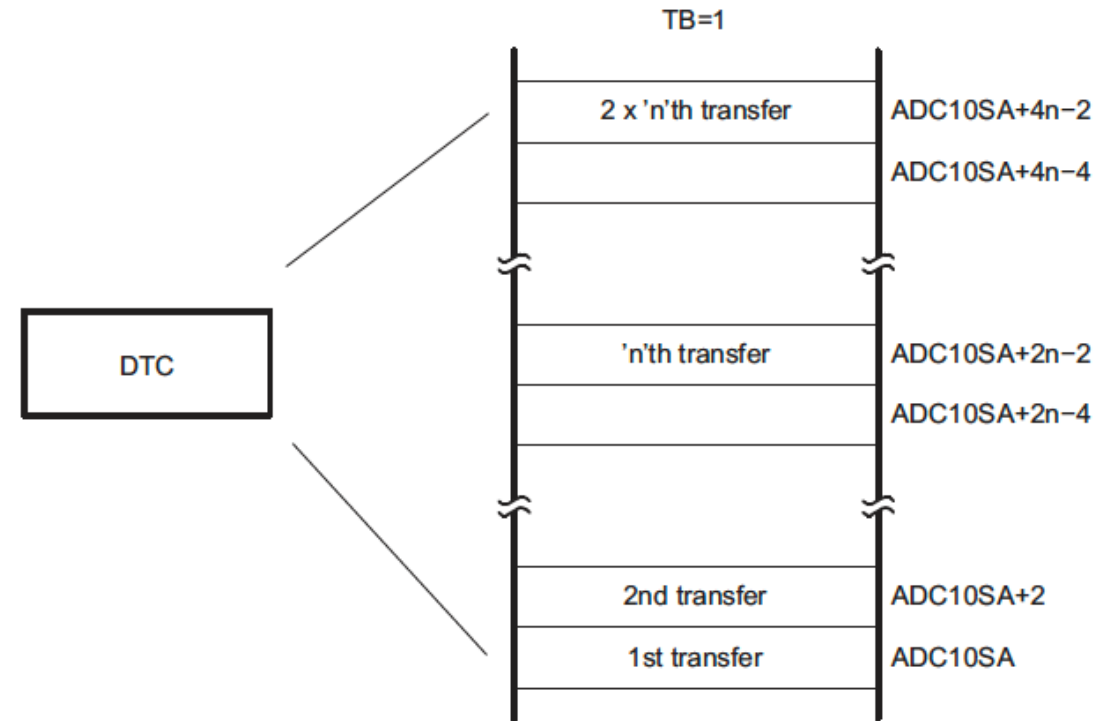 TB=1
2 x ’n’th transfer ADC10SA+4n−2
ADC10SA+4n−4
’n’th transfer ADC10SA+2n−2
DTC
ADC10SA+2n−4
2nd transfer ADC10SA+2
1st transfer ADC10SA